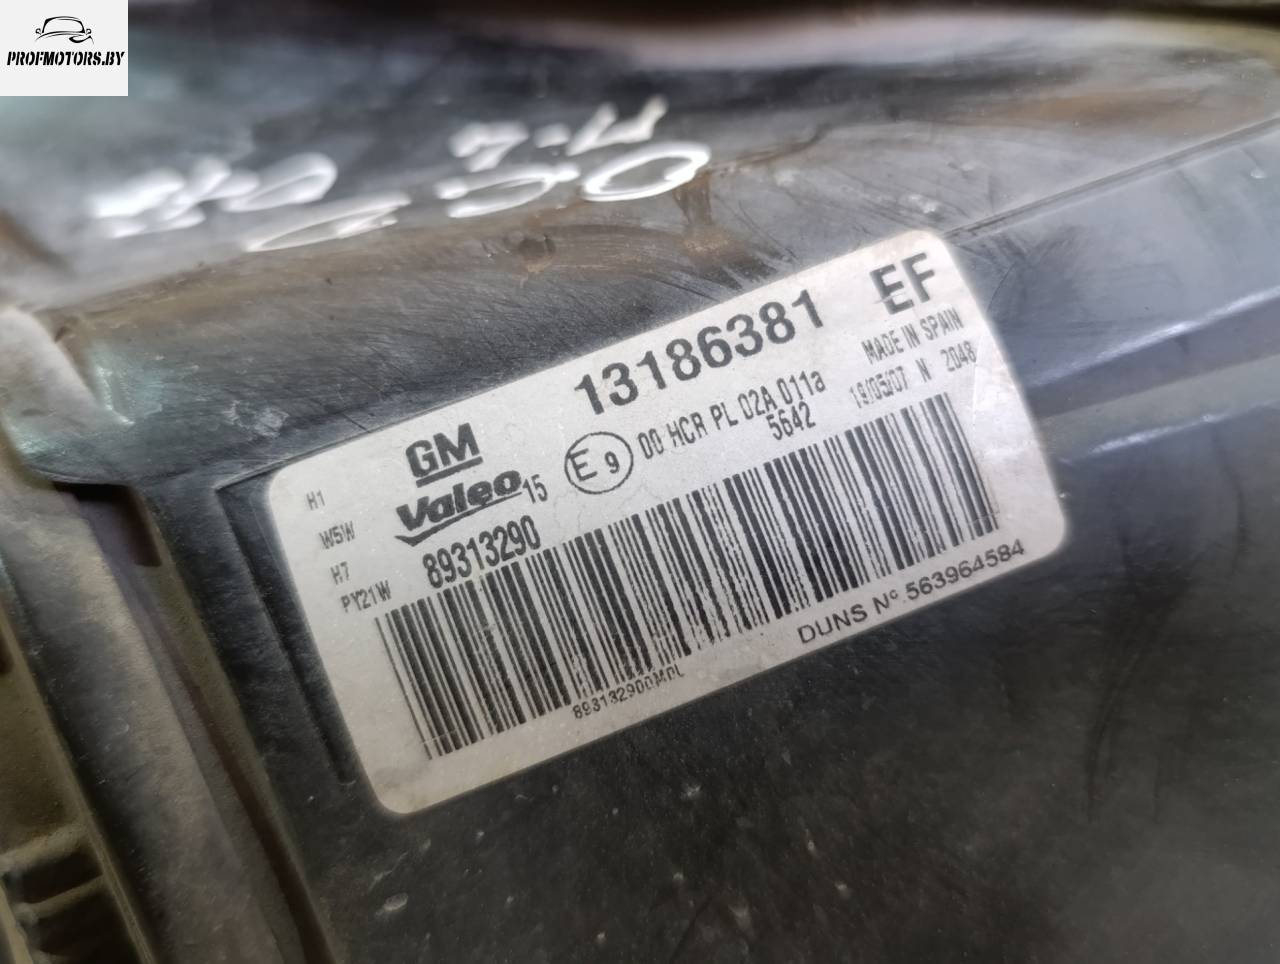 PROFMOTORS.BY
13186381 EF
MADE IN SPAIN
GM
Valeo 15
E 9
00 HCR PL 02A 011a
5642
19/05/07 N 2048
H1
W5W
H7
PY21W
89313290
DUNS Nº 563964584